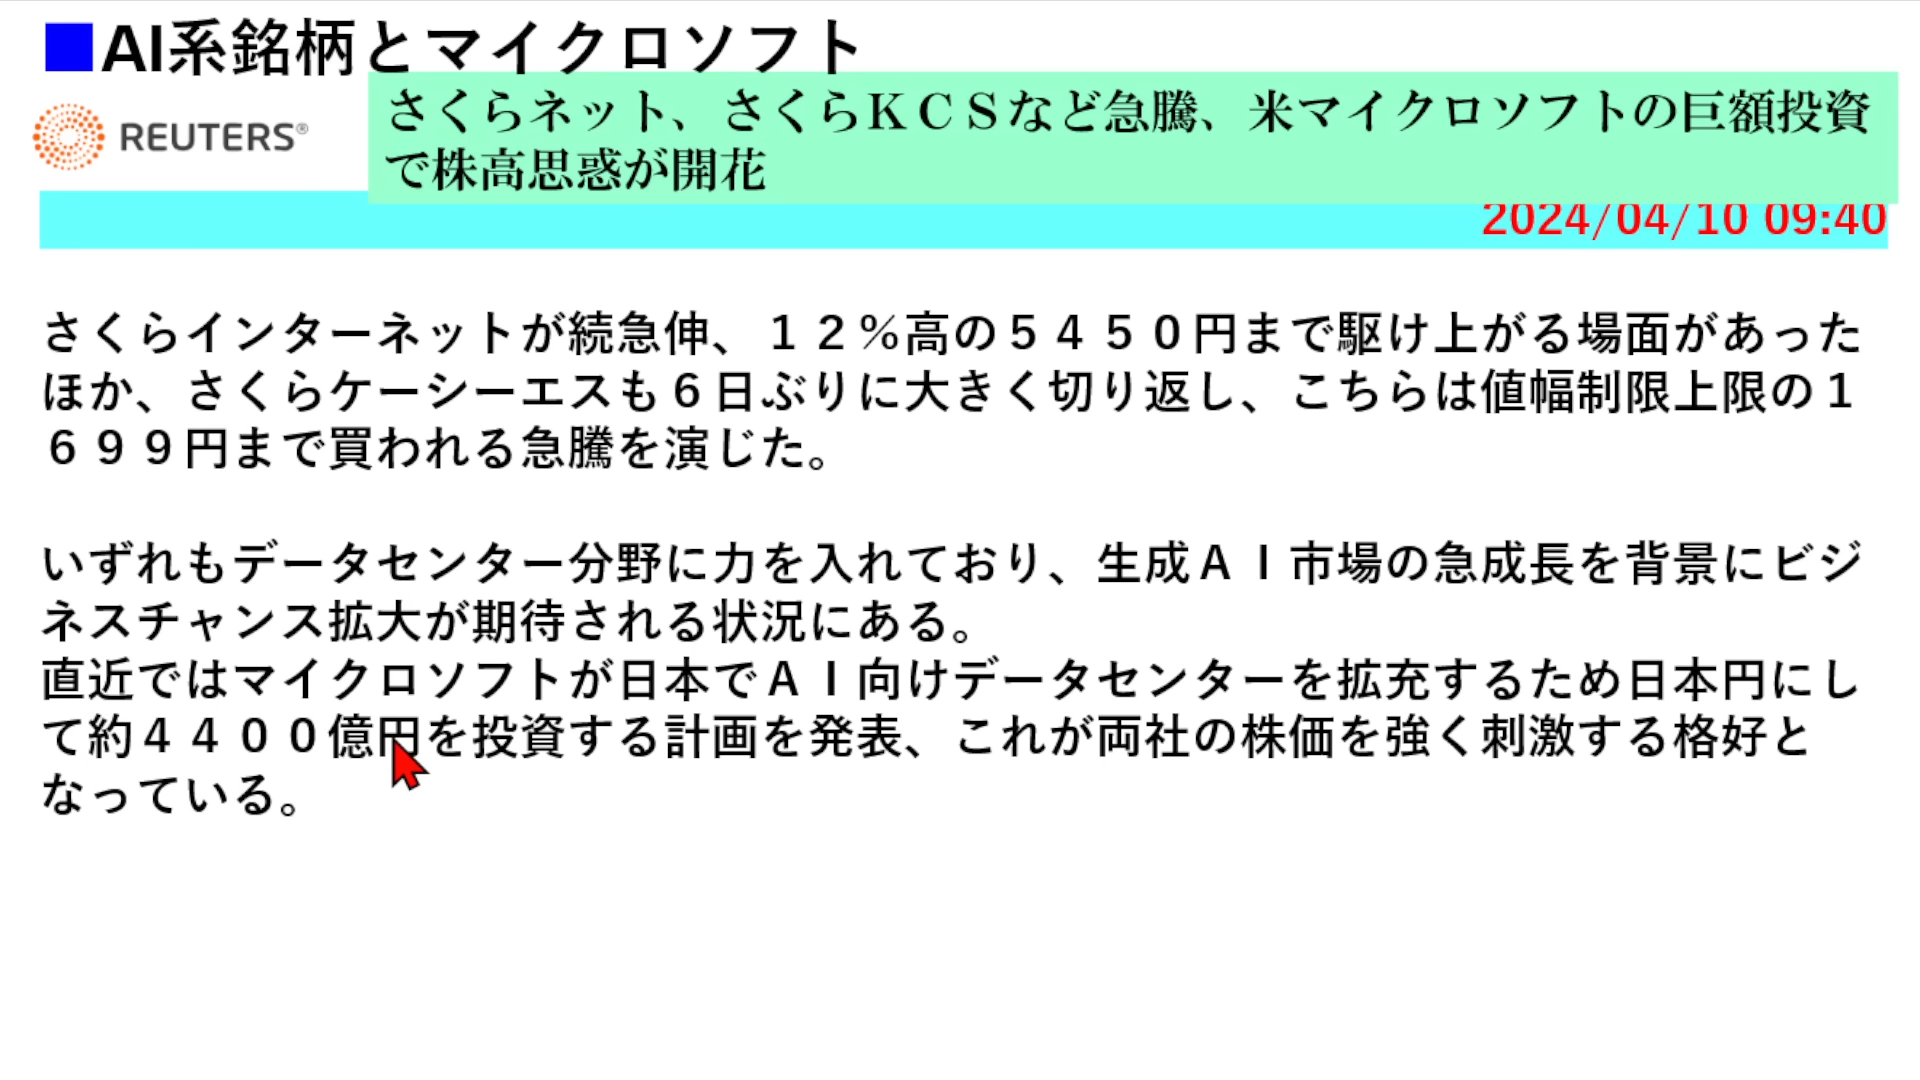 ■AI系銘柄とマイクロソフト
REUTERS®
さくらネット、さくらＫＣＳなど急騰、米マイクロソフトの巨額投資
で株高思惑が開花
2024/04/10 09:40
さくらインターネットが続急伸、１２％高の５４５０円まで駆け上がる場面があった
ほか、さくらケーシーエスも６日ぶりに大きく切り返し、こちらは値幅制限上限の１
６９９円まで買われる急騰を演じた。
いずれもデータセンター分野に力を入れており、生成ＡＩ市場の急成長を背景にビジ
ネスチャンス拡大が期待される状況にある。
直近ではマイクロソフトが日本でＡＩ向けデータセンターを拡充するため日本円にし
て約４４００億円を投資する計画を発表、これが両社の株価を強く刺激する格好と
なっている。